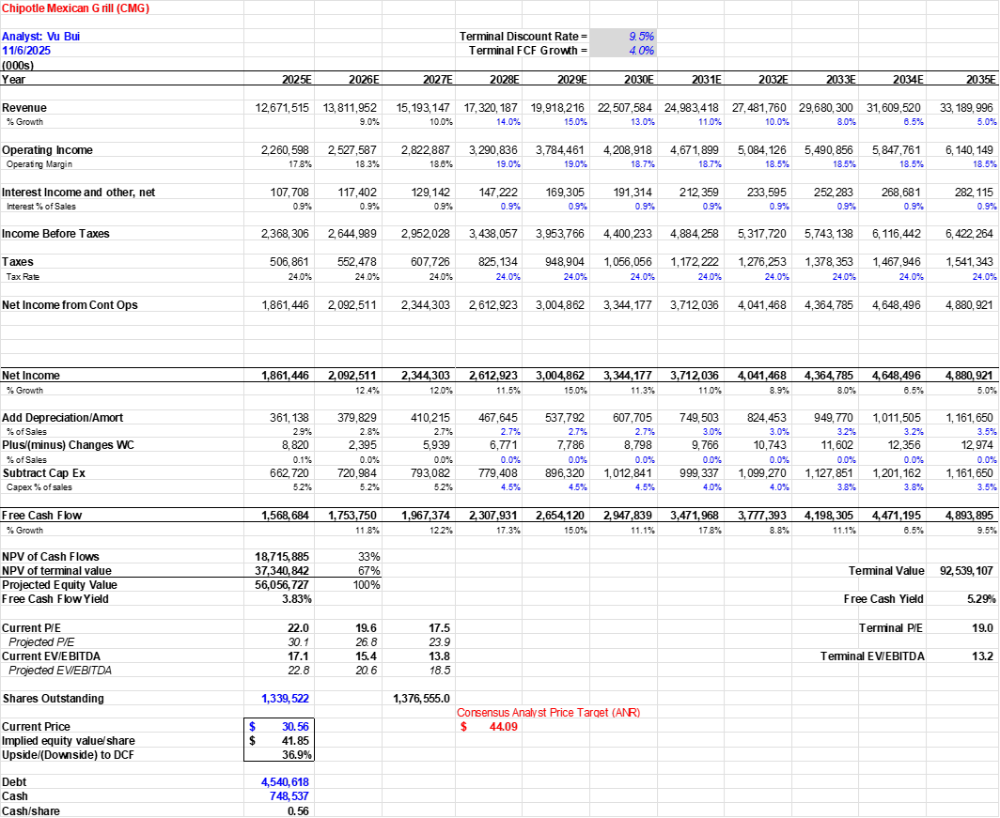 Chipotle Mexican Grill (CMG)
Analyst: Vu Bui Terminal Discount Rate = 9.5%
11/6/2025 Terminal FCF Growth = 4.0%
(000s)
Year 2025E 2026E 2027E 2028E 2029E 2030E 2031E 2032E 2033E 2034E 2035E
Revenue 12,671,515 13,811,952 15,193,147 17,320,187 19,918,216 22,507,584 24,983,418 27,481,760 29,680,300 31,609,520 33,189,996
% Growth 9.0% 10.0% 14.0% 15.0% 13.0% 11.0% 10.0% 8.0% 6.5% 5.0%
Operating Income 2,260,598 2,527,587 2,822,887 3,290,836 3,784,461 4,208,918 4,671,899 5,084,126 5,490,856 5,847,761 6,140,149
Operating Margin 17.8% 18.3% 18.6% 19.0% 19.0% 18.7% 18.7% 18.5% 18.5% 18.5% 18.5%
Interest Income and other, net 107,708 117,402 129,142 147,222 169,305 191,314 212,359 233,595 252,283 268,681 282,115
Interest % of Sales 0.9% 0.9% 0.9% 0.9% 0.9% 0.9% 0.9% 0.9% 0.9% 0.9% 0.9%
Income Before Taxes 2,368,306 2,644,989 2,952,028 3,438,057 3,953,766 4,400,233 4,884,258 5,317,720 5,743,138 6,116,442 6,422,264
Taxes 506,861 552,478 607,726 825,134 948,904 1,056,056 1,172,222 1,276,253 1,378,353 1,467,946 1,541,343
Tax Rate 24.0% 24.0% 24.0% 24.0% 24.0% 24.0% 24.0% 24.0% 24.0% 24.0% 24.0%
Net Income from Cont Ops 1,861,446 2,092,511 2,344,303 2,612,923 3,004,862 3,344,177 3,712,036 4,041,468 4,364,785 4,648,496 4,880,921
Net Income 1,861,446 2,092,511 2,344,303 2,612,923 3,004,862 3,344,177 3,712,036 4,041,468 4,364,785 4,648,496 4,880,921
% Growth 12.4% 12.0% 11.5% 15.0% 11.3% 11.0% 8.9% 8.0% 6.5% 5.0%
Add Depreciation/Amort 361,138 379,829 410,215 467,645 537,792 607,705 749,503 824,453 949,770 1,011,505 1,161,650
% of Sales 2.9% 2.8% 2.7% 2.7% 2.7% 2.7% 3.0% 3.0% 3.2% 3.2% 3.5%
Plus/(minus) Changes WC 8,820 2,395 5,939 6,771 7,786 8,798 9,766 10,743 11,602 12,356 12,974
% of Sales 0.1% 0.0% 0.0% 0.0% 0.0% 0.0% 0.0% 0.0% 0.0% 0.0% 0.0%
Subtract Cap Ex 662,720 720,984 793,082 779,408 896,320 1,012,841 999,337 1,099,270 1,127,851 1,201,162 1,161,650
Capex % of sales 5.2% 5.2% 5.2% 4.5% 4.5% 4.5% 4.0% 4.0% 3.8% 3.8% 3.5%
Free Cash Flow 1,568,684 1,753,750 1,967,374 2,307,931 2,654,120 2,947,839 3,471,968 3,777,393 4,198,305 4,471,195 4,893,895
% Growth 11.8% 12.2% 17.3% 15.0% 11.1% 17.8% 8.8% 11.1% 6.5% 9.5%
NPV of Cash Flows 18,715,885 33%
NPV of terminal value 37,340,842 67% Terminal Value 92,539,107
Projected Equity Value 56,056,727 100%
Free Cash Flow Yield 3.83% Free Cash Yield 5.29%
Current P/E 22.0 19.6 17.5 Terminal P/E 19.0
Projected P/E 30.1 26.8 23.9
Current EV/EBITDA 17.1 15.4 13.8 Terminal EV/EBITDA 13.2
Projected EV/EBITDA 22.8 20.6 18.5
Shares Outstanding 1,339,522 1,376,555.0
Consensus Analyst Price Target (ANR)
Current Price $ 30.56 $ 44.09
Implied equity value/share $ 41.85
Upside/(Downside) to DCF 36.9%
Debt 4,540,618
Cash 748,537
Cash/share 0.56